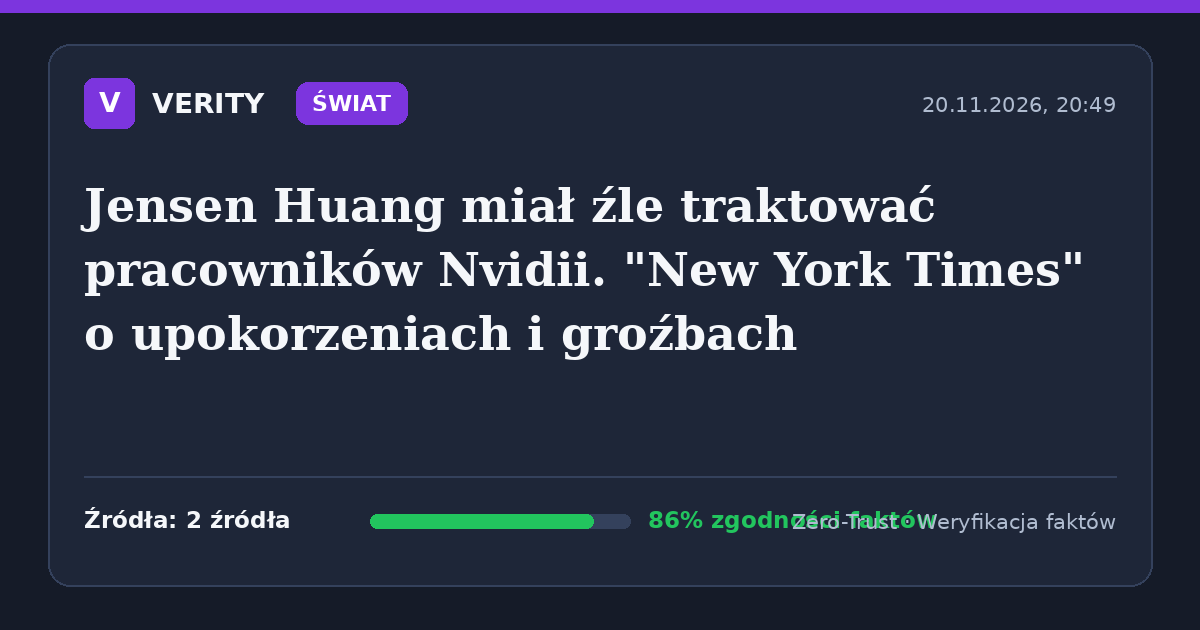 V VERITY ŚWIAT 20.11.2026, 20:49
Jensen Huang miał źle traktować
pracowników Nvidii. "New York Times"
o upokorzeniach i groźbach
Źródła: 2 źródła 86% zgodności faktów Zero-Trust · Weryfikacja faktów